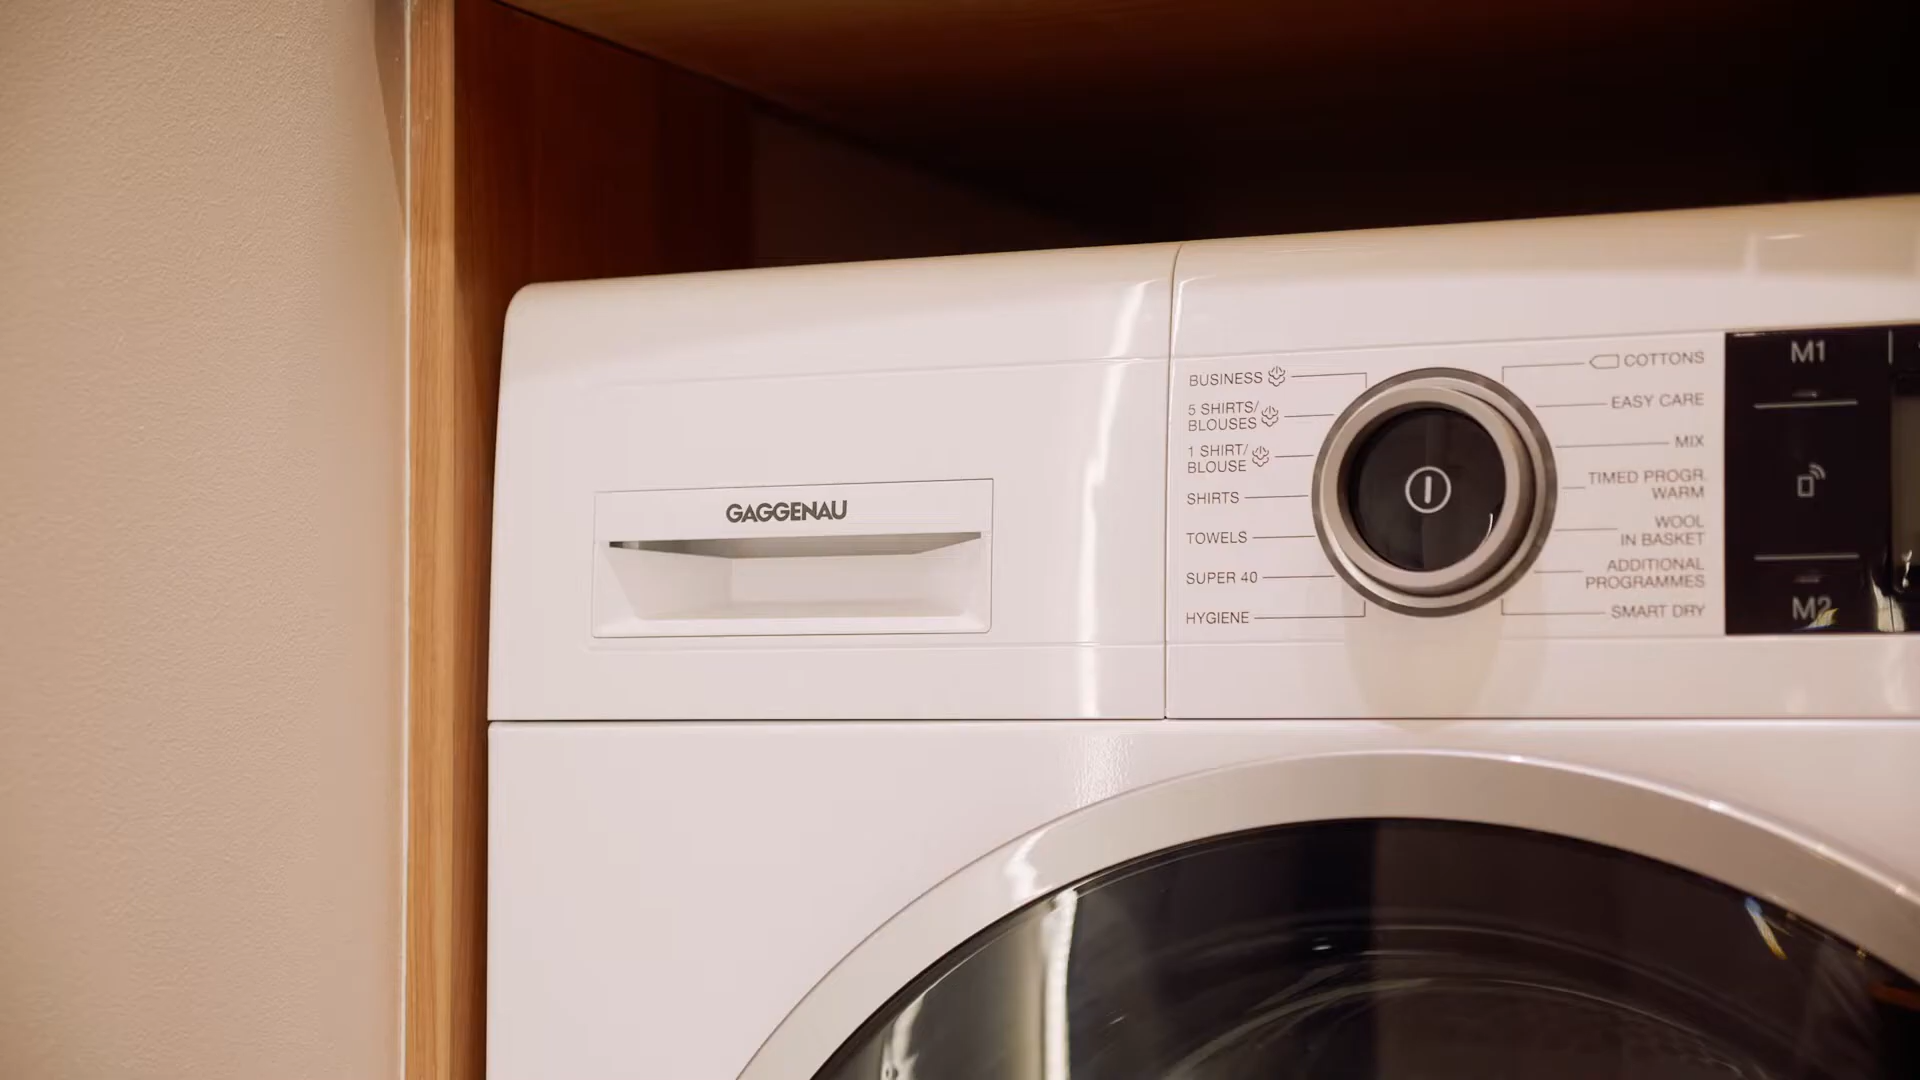 GAGGENAU
BUSINESS
5 SHIRTS/
BLOUSES
1 SHIRT/
BLOUSE
SHIRTS
TOWELS
SUPER 40
HYGIENE
COTTONS
EASY CARE
MIX
TIMED PROGR.
WARM
WOOL
IN BASKET
ADDITIONAL
PROGRAMMES
SMART DRY
M1
M2